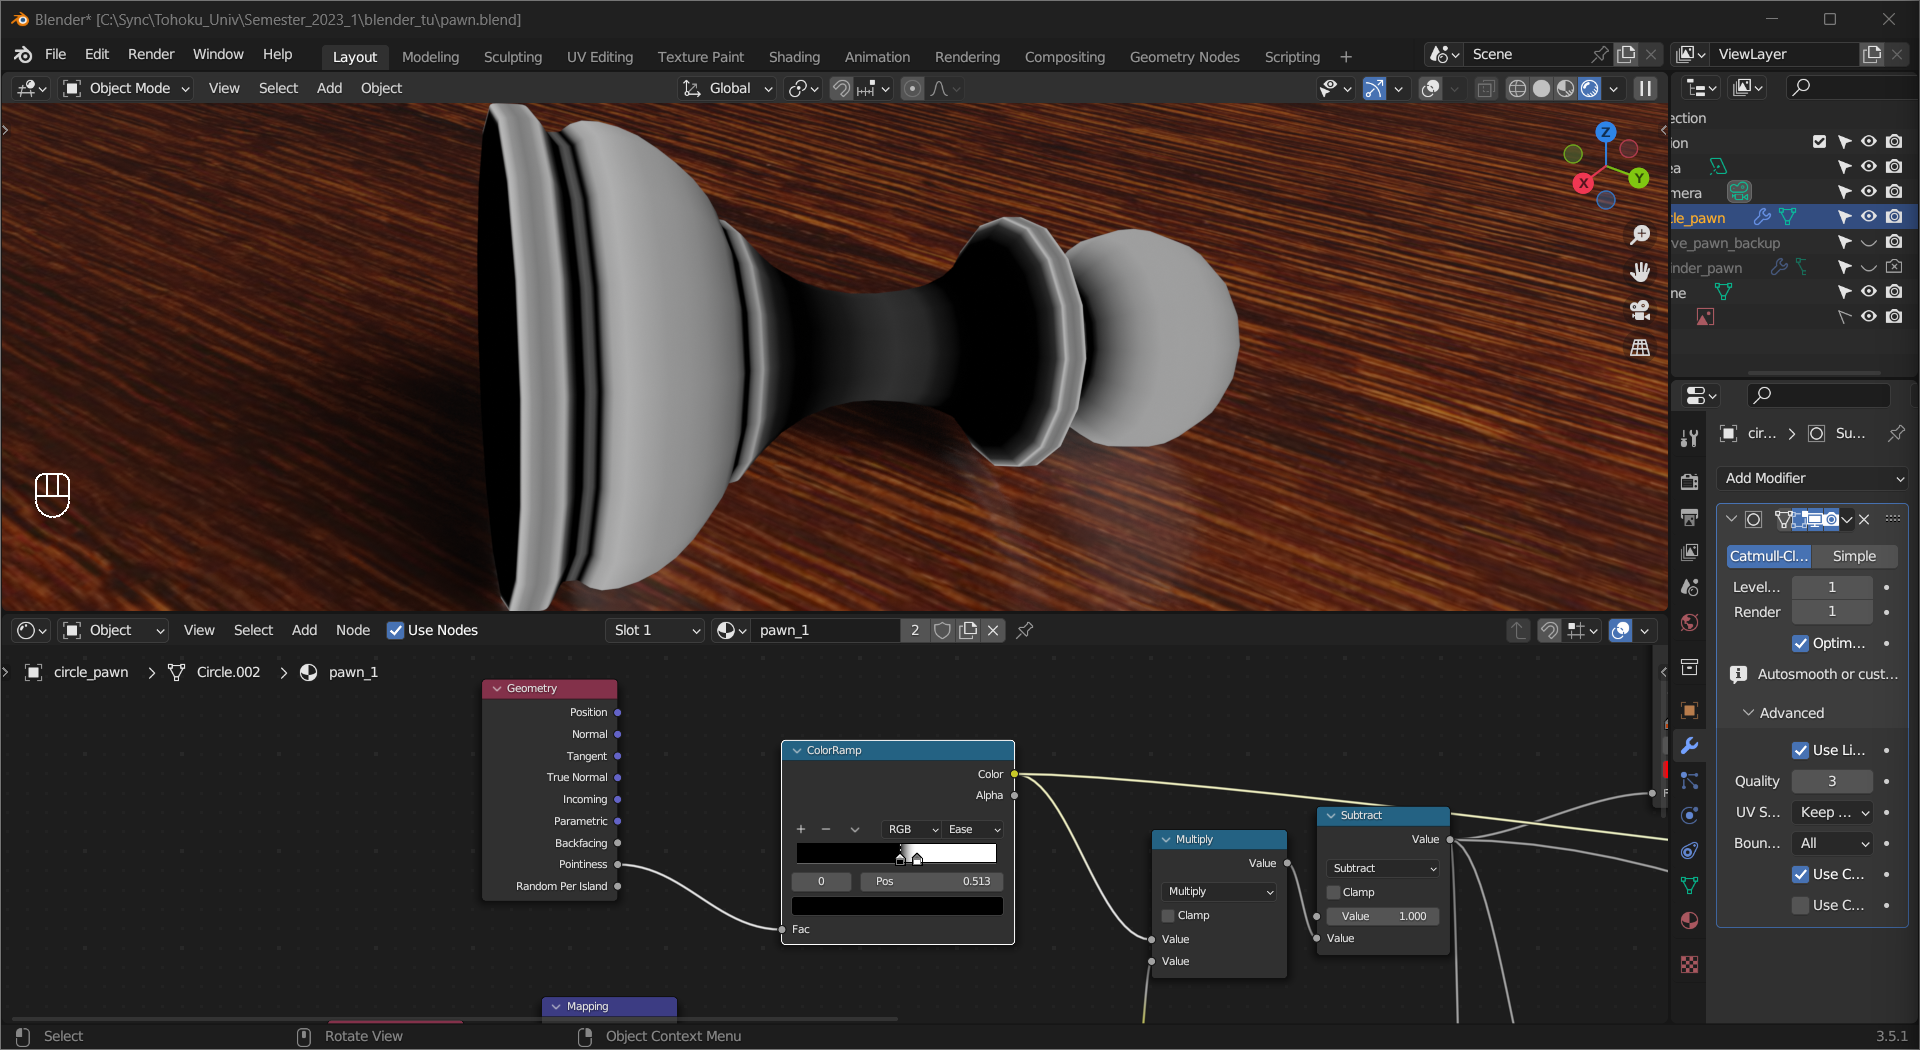 Blender* [C:\Sync\Tohoku_Univ\Semester_2023_1\blender_tu\pawn.blend]
File Edit Render Window Help Layout Modeling Sculpting UV Editing Texture Paint Shading Animation Rendering Compositing Geometry Nodes Scripting + Scene ViewLayer
Object Mode View Select Add Object Global
Z
Y
X
ection
ion
ea
mera
cle_pawn
ve_pawn_backup
inder_pawn
ne
cir... > Su...
Add Modifier
Catmull-Cl... Simple
Level... 1
Render 1
Optim...
Autosmooth or cust...
Advanced
Use Li...
Quality 3
UV S... Keep ...
Boun... All
Use C...
Use C...
Object View Select Add Node Use Nodes Slot 1 pawn_1 2
circle_pawn > Circle.002 > pawn_1
Geometry
Position
Normal
Tangent
True Normal
Incoming
Parametric
Backfacing
Pointiness
Random Per Island
ColorRamp
Color
Alpha
+ − RGB Ease
0 Pos 0.513
Fac
Multiply
Value
Multiply
Clamp
Value
Value
Subtract
Value
Subtract
Clamp
Value 1.000
Value
F
Mapping
Select Rotate View Object Context Menu 3.5.1